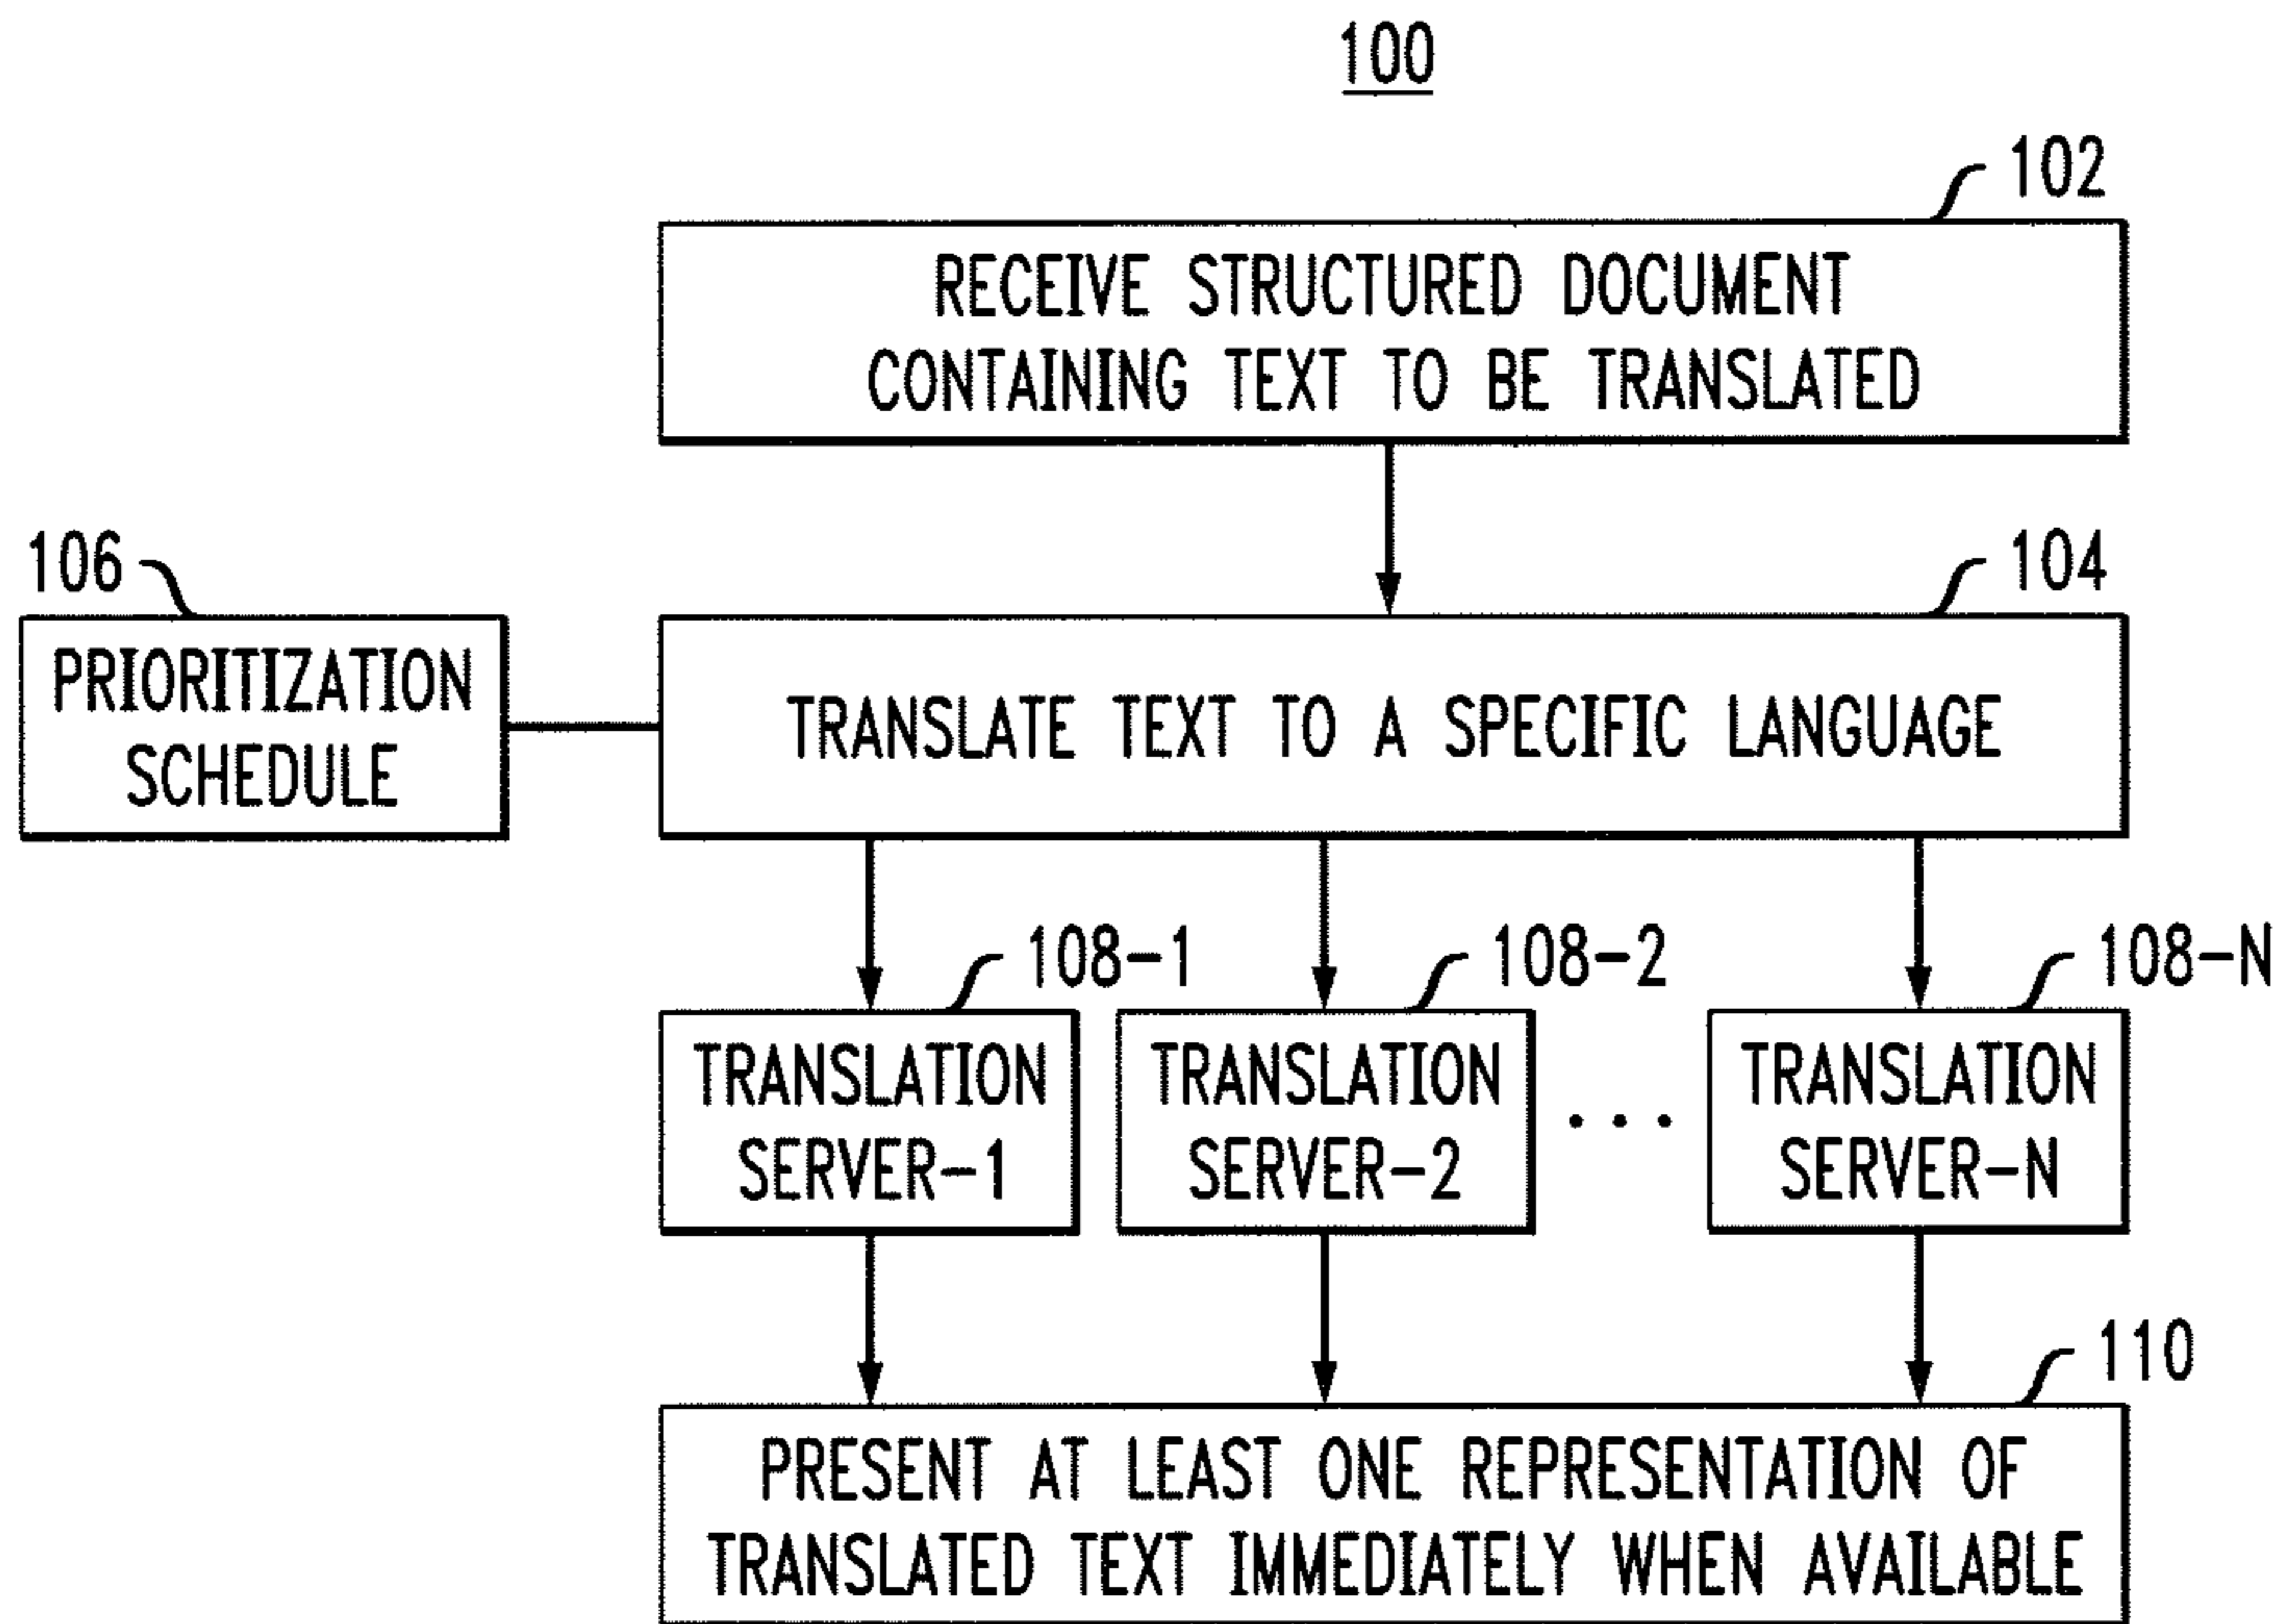 100
102
RECEIVE STRUCTURED DOCUMENT
CONTAINING TEXT TO BE TRANSLATED
106
104
PRIORITIZATION
SCHEDULE
TRANSLATE TEXT TO A SPECIFIC LANGUAGE
108-1
108-2
108-N
TRANSLATION
SERVER-1
TRANSLATION
SERVER-2
...
TRANSLATION
SERVER-N
110
PRESENT AT LEAST ONE REPRESENTATION OF
TRANSLATED TEXT IMMEDIATELY WHEN AVAILABLE